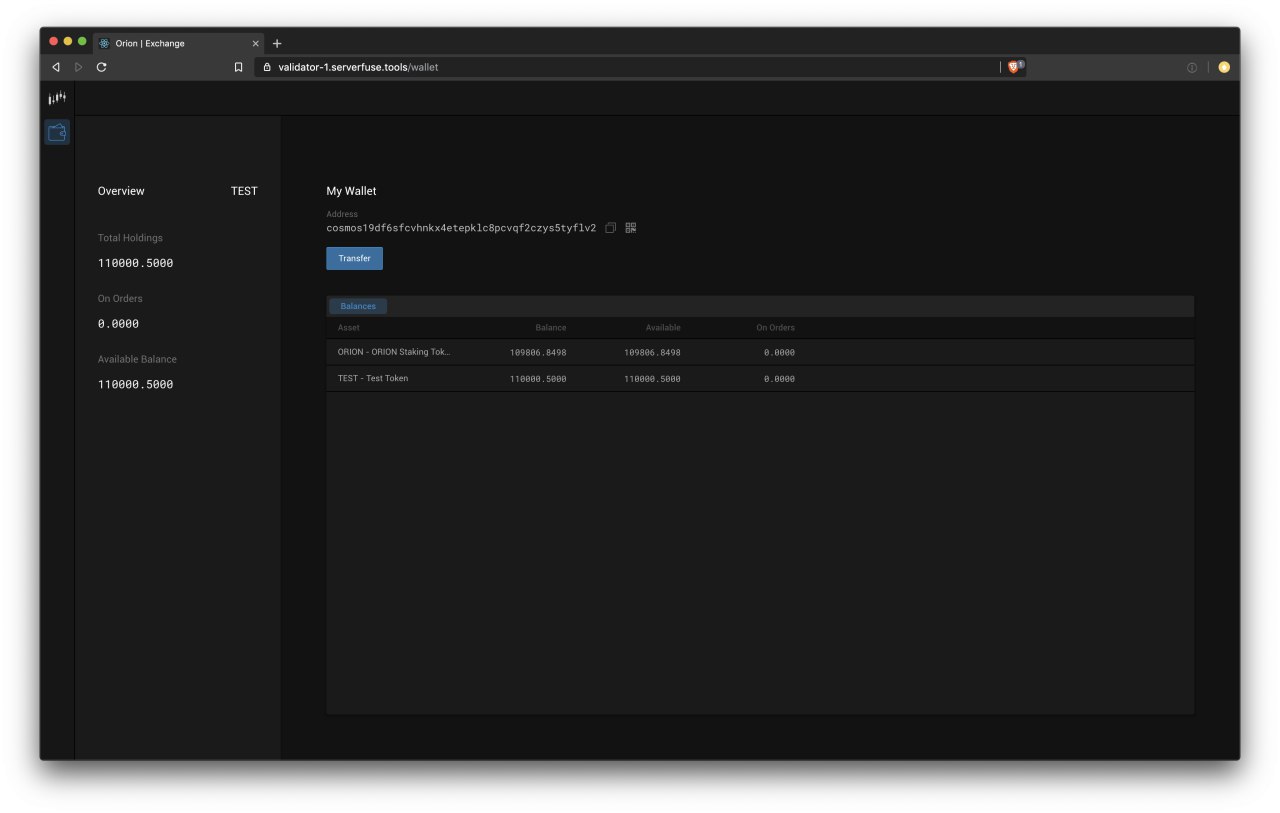 Orion | Exchange
validator-1.serverfuse.tools/wallet
1
Overview TEST
Total Holdings
110000.5000
On Orders
0.0000
Available Balance
110000.5000
My Wallet
Address
cosmos19df6sfcvhnkx4etepklc8pcvqf2czys5tyflv2
Transfer
Balances
Asset Balance Available On Orders
ORION - ORION Staking Tok... 109806.8498 109806.8498 0.0000
TEST - Test Token 110000.5000 110000.5000 0.0000